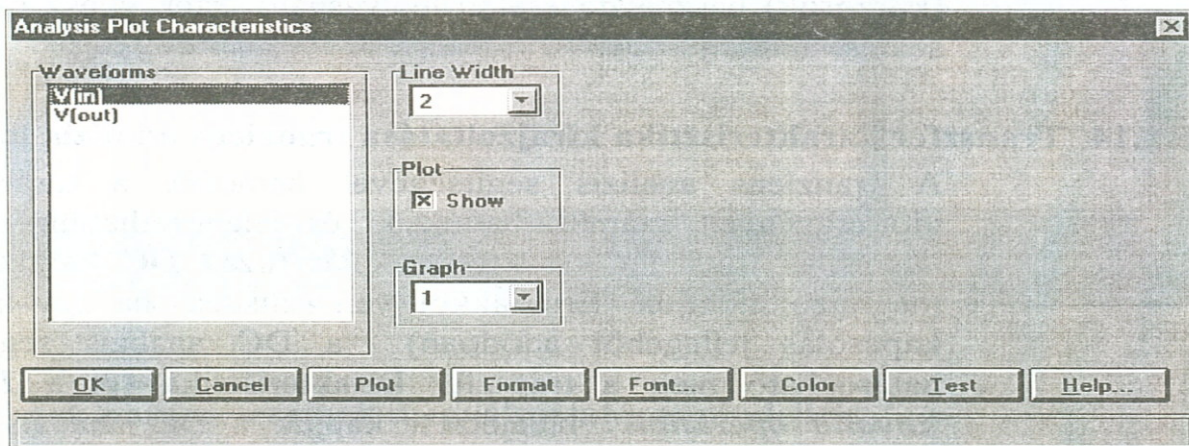 Analysis Plot Characteristics
Waveforms
V(in)
V(out)
Line Width
2
Plot
Show
Graph
1
OK
Cancel
Plot
Format
Font...
Color
Test
Help...